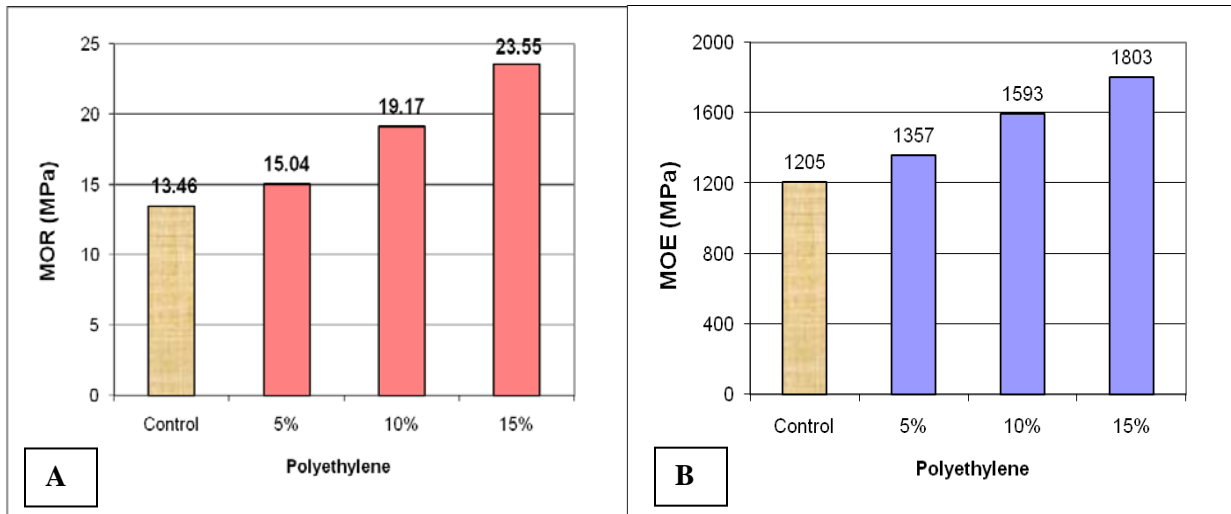 25
20
15
10
5
0
MOR (MPa)
13.46
15.04
19.17
23.55
Control 5% 10% 15%
Polyethylene
A
2000
1600
1200
800
400
0
MOE (MPa)
1205
1357
1593
1803
Control 5% 10% 15%
Polyethylene
B